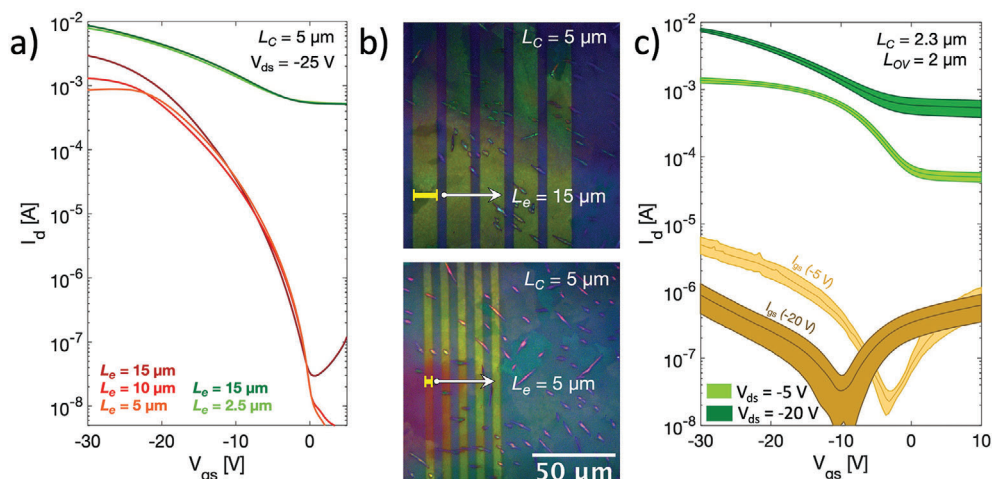 a)
L_C = 5 µm
V_ds = -25 V
10^-2
10^-3
10^-4
10^-5
10^-6
10^-7
10^-8
I_d [A]
L_e = 15 µm
L_e = 10 µm
L_e = 5 µm
L_e = 15 µm
L_e = 2.5 µm
-30 -20 -10 0
V_gs [V]
b)
L_C = 5 µm
L_e = 15 µm
L_C = 5 µm
L_e = 5 µm
50 µm
c)
L_C = 2.3 µm
L_OV = 2 µm
10^-2
10^-3
10^-4
10^-5
10^-6
10^-7
10^-8
I_d [A]
I_gs (-5 V)
I_gs (-20 V)
V_ds = -5 V
V_ds = -20 V
-30 -20 -10 0 10
V_gs [V]